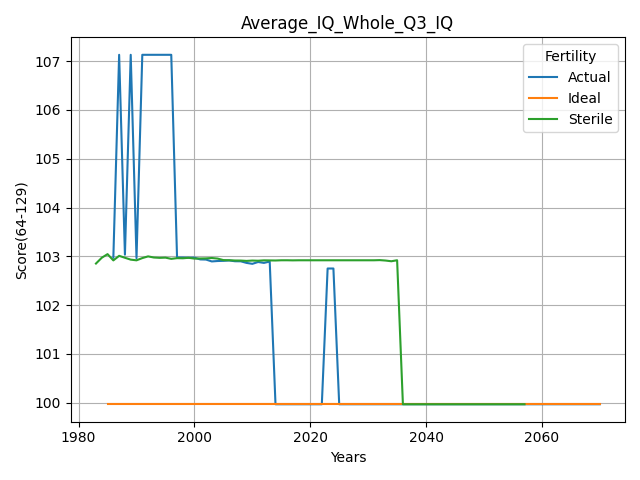 Average_IQ_Whole_Q3_IQ
Fertility
Actual
Ideal
Sterile
Score(64-129)
107
106
105
104
103
102
101
100
1980
2000
2020
2040
2060
Years